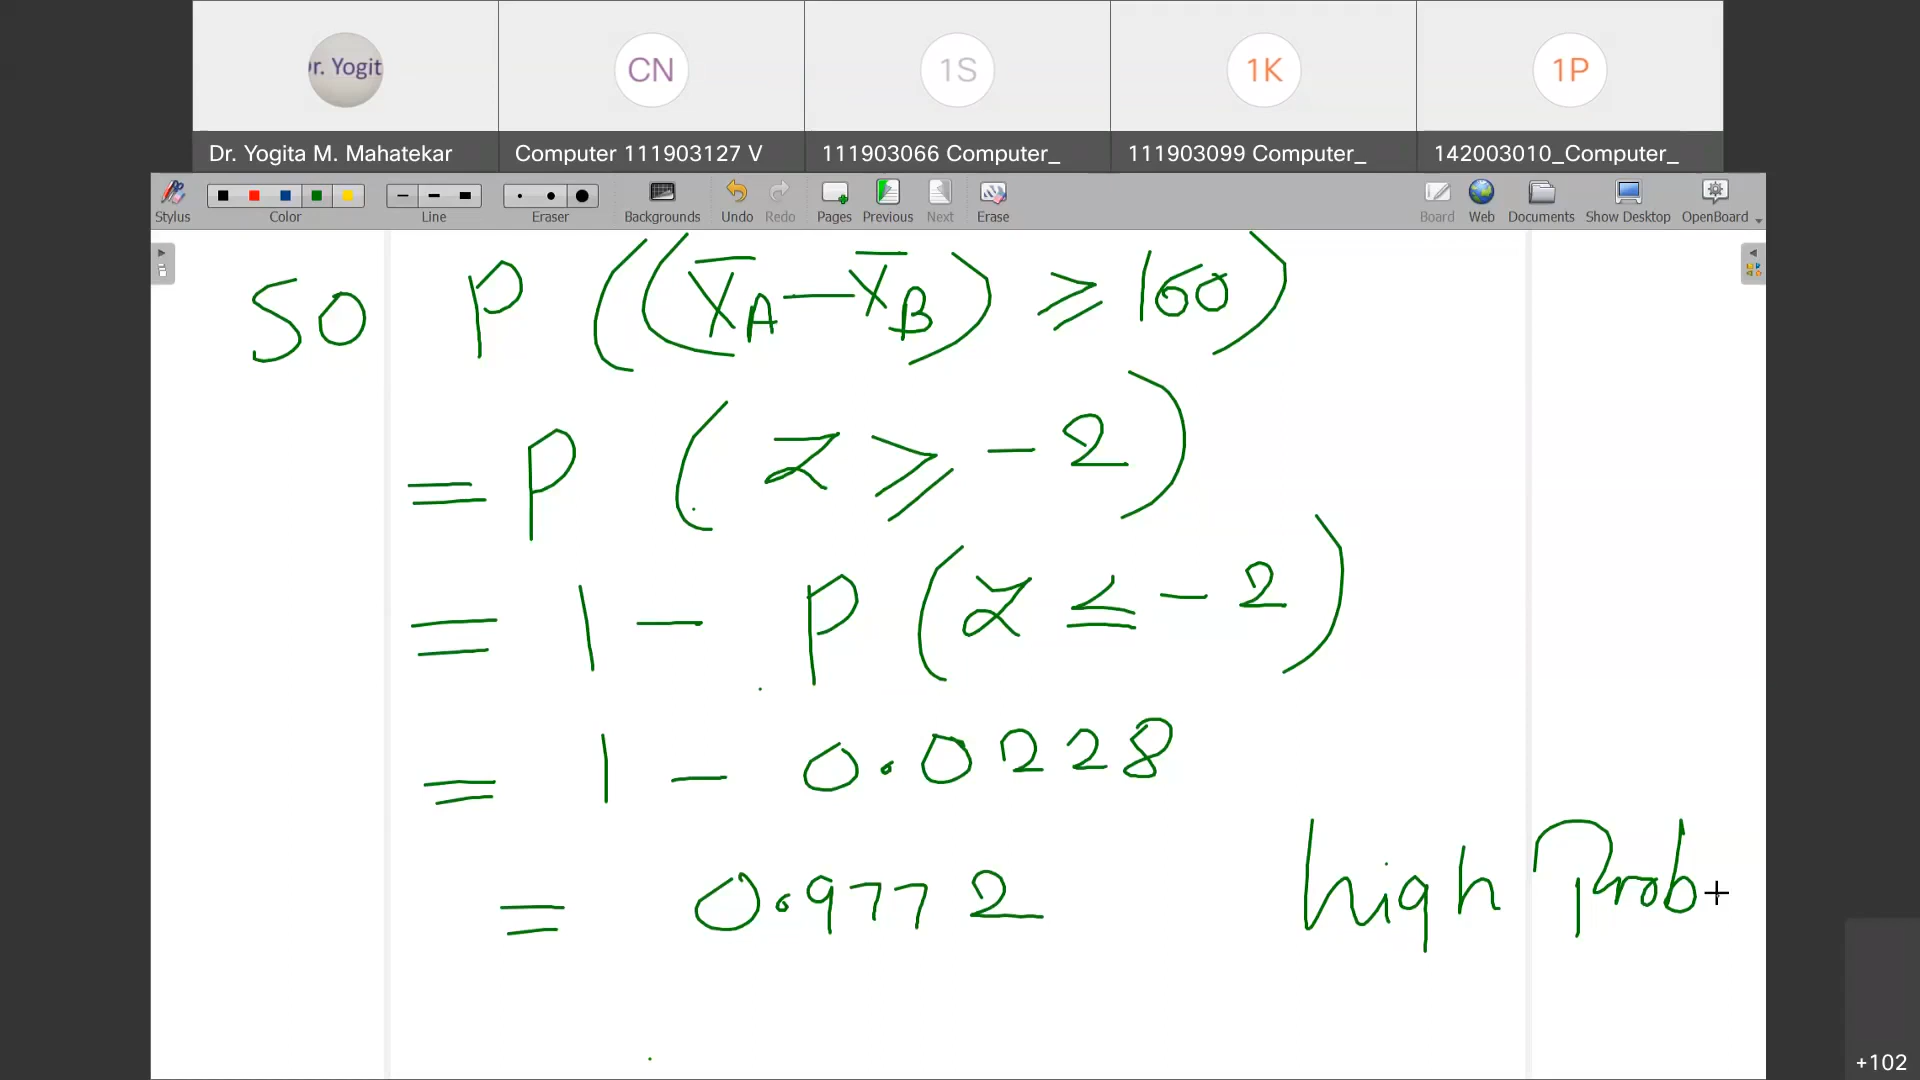 r. Yogit
CN
1S
1K
1P
Dr. Yogita M. Mahatekar
Computer 111903127 V
111903066 Computer_
111903099 Computer_
142003010_Computer_
Stylus
Color
Line
Eraser
Backgrounds
Undo
Redo
Pages
Previous
Next
Erase
Board
Web
Documents
Show Desktop
OpenBoard
SO P((X̅A — X̅B) ≥ 160)
= P (Z ≥ -2)
= 1 - P (Z ≤ -2)
= 1 - 0.0228
= 0.9772 high Prob
+102